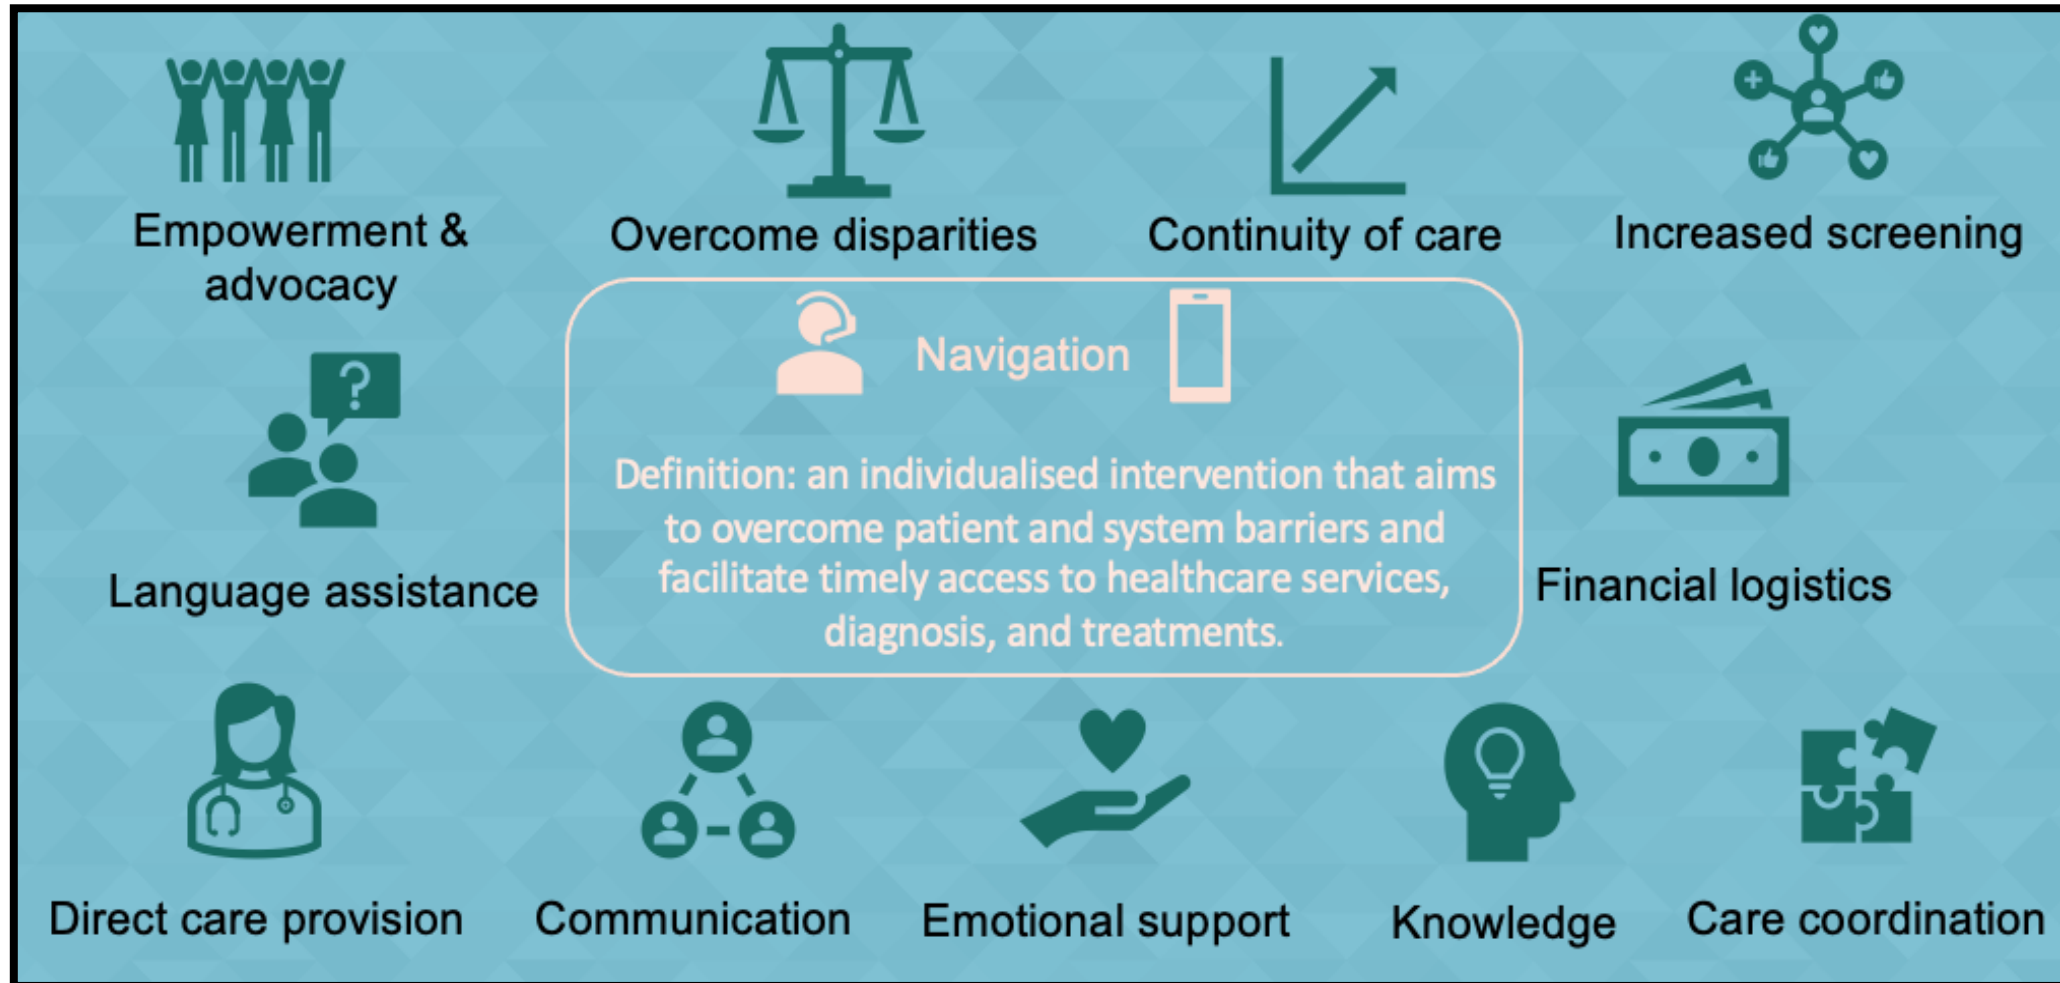 Empowerment &
advocacy
Overcome disparities
Continuity of care
Increased screening
Language assistance
?
Navigation
Definition: an individualised intervention that aims
to overcome patient and system barriers and
facilitate timely access to healthcare services,
diagnosis, and treatments.
Financial logistics
Direct care provision
Communication
Emotional support
Knowledge
Care coordination